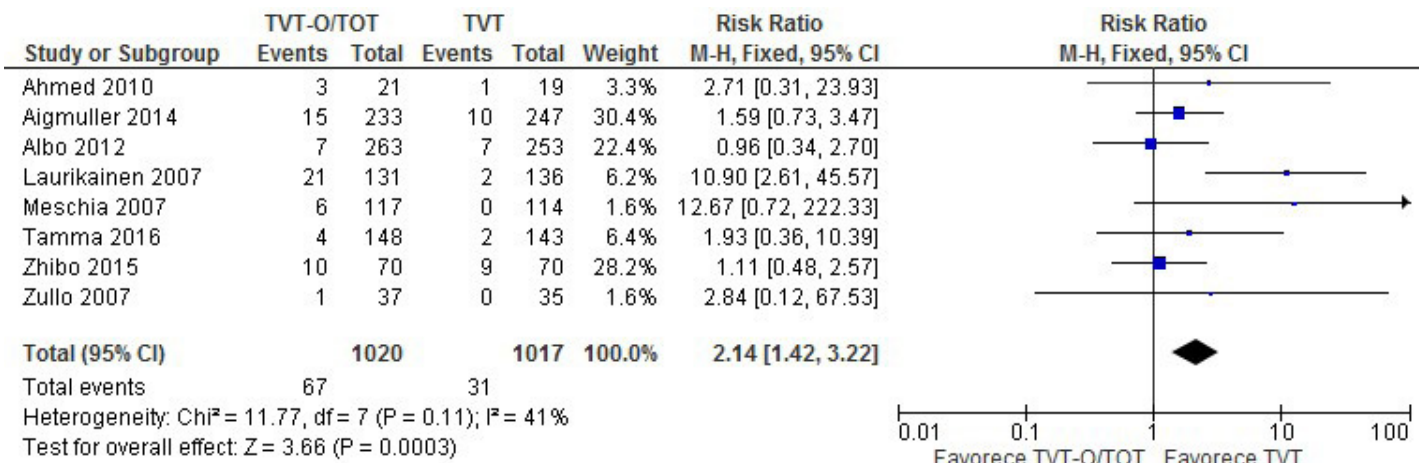 TVT-O/TOT TVT Risk Ratio Risk Ratio
Study or Subgroup Events Total Events Total Weight M-H, Fixed, 95% CI M-H, Fixed, 95% CI
Ahmed 2010 3 21 1 19 3.3% 2.71 [0.31, 23.93]
Aigmuller 2014 15 233 10 247 30.4% 1.59 [0.73, 3.47]
Albo 2012 7 263 7 253 22.4% 0.96 [0.34, 2.70]
Laurikainen 2007 21 131 2 136 6.2% 10.90 [2.61, 45.57]
Meschia 2007 6 117 0 114 1.6% 12.67 [0.72, 222.33]
Tamma 2016 4 148 2 143 6.4% 1.93 [0.36, 10.39]
Zhibo 2015 10 70 9 70 28.2% 1.11 [0.48, 2.57]
Zullo 2007 1 37 0 35 1.6% 2.84 [0.12, 67.53]
Total (95% CI) 1020 1017 100.0% 2.14 [1.42, 3.22]
Total events 67 31
Heterogeneity: Chi² = 11.77, df = 7 (P = 0.11); I² = 41%
Test for overall effect: Z = 3.66 (P = 0.0003)
0.01 0.1 1 10 100
Favorece TVT-O/TOT Favorece TVT